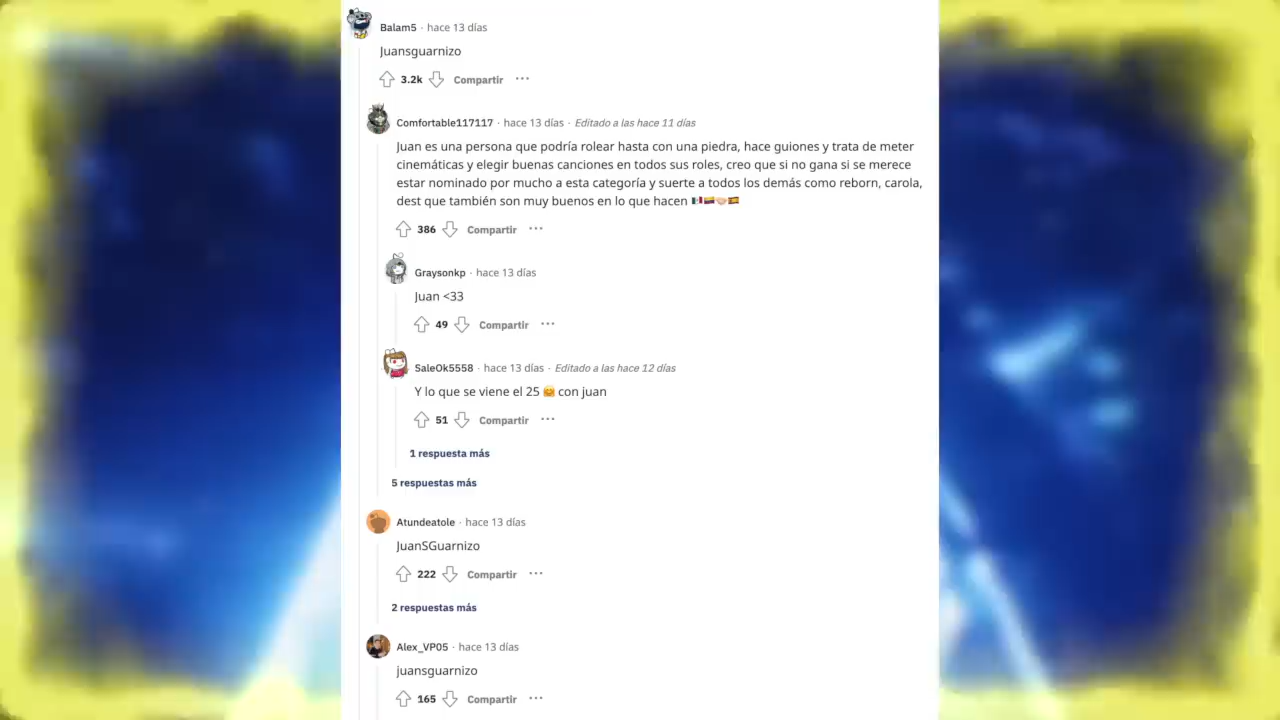 Balam5 · hace 13 días
Juansguarnizo
3.2k Compartir ···
Comfortable117117 · hace 13 días · Editado a las hace 11 días
Juan es una persona que podría rolear hasta con una piedra, hace guiones y trata de meter
cinemáticas y elegir buenas canciones en todos sus roles, creo que si no gana si se merece
estar nominado por mucho a esta categoría y suerte a todos los demás como reborn, carola,
dest que también son muy buenos en lo que hacen 🇲🇽🇨🇴🤝🏻🇪🇸
386 Compartir ···
Graysonkp · hace 13 días
Juan <33
49 Compartir ···
SaleOk5558 · hace 13 días · Editado a las hace 12 días
Y lo que se viene el 25 🤗 con juan
51 Compartir ···
1 respuesta más
5 respuestas más
Atundeatole · hace 13 días
JuanSGuarnizo
222 Compartir ···
2 respuestas más
Alex_VP05 · hace 13 días
juansguarnizo
165 Compartir ···